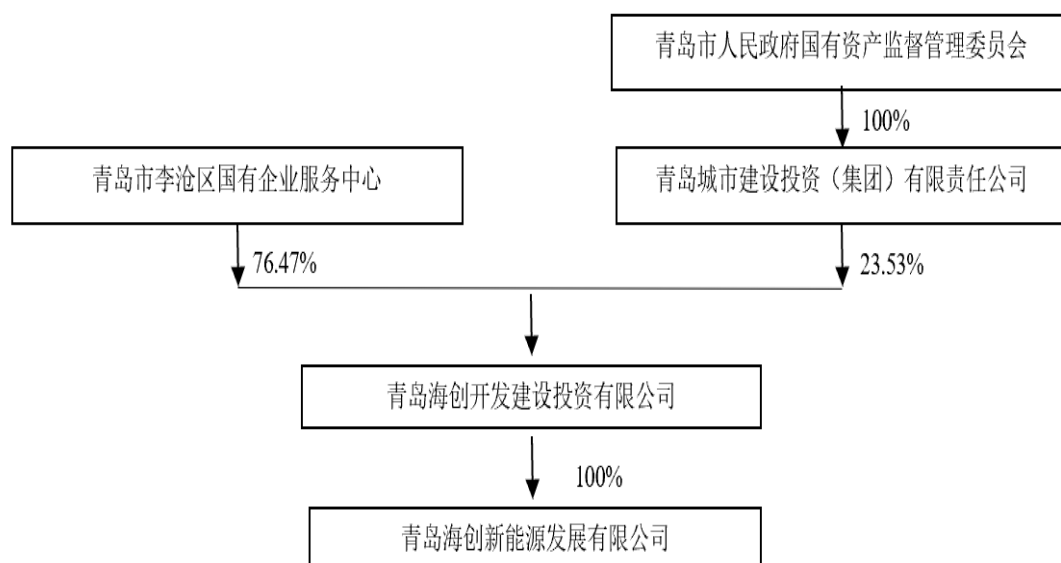 青岛市人民政府国有资产监督管理委员会
100%
青岛市李沧区国有企业服务中心
青岛城市建设投资（集团）有限责任公司
76.47%
23.53%
青岛海创开发建设投资有限公司
100%
青岛海创新能源发展有限公司